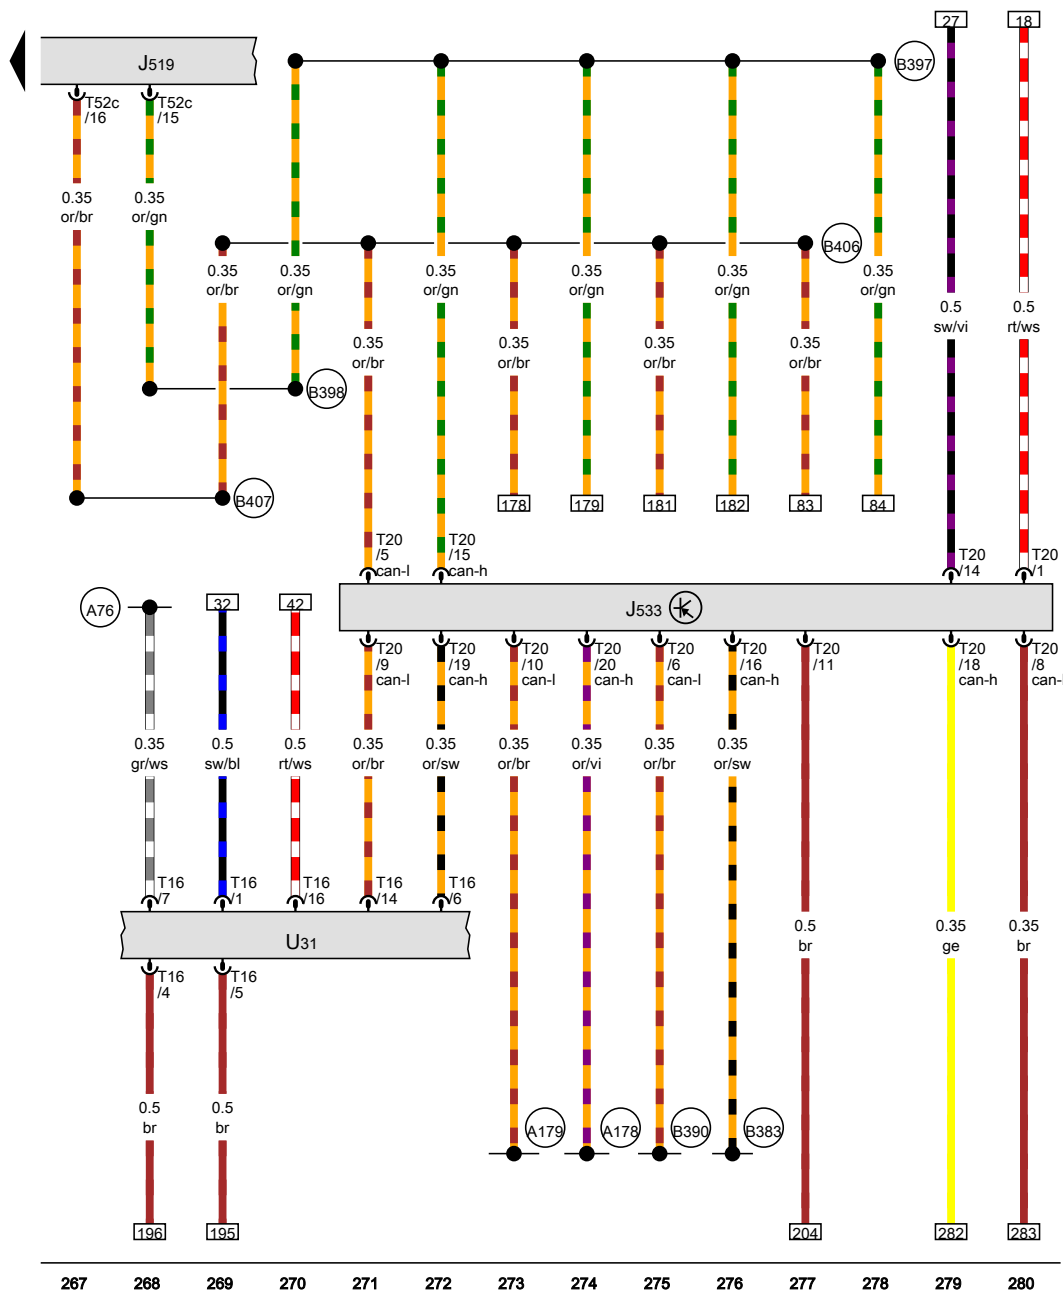 27
18
J519
B397
T52c
/16
T52c
/15
0.35
or/br
0.35
or/gn
B406
0.35
or/br
0.35
or/gn
0.35
or/gn
0.35
or/gn
0.35
or/gn
0.35
or/gn
0.5
sw/vi
0.5
rt/ws
0.35
or/br
0.35
or/br
0.35
or/br
0.35
or/br
B398
B407
178
179
181
182
83
84
T20
/5
can-l
T20
/15
can-h
T20
/14
T20
/1
A76
32
42
J533
T20
/9
can-l
T20
/19
can-h
T20
/10
can-l
T20
/20
can-h
T20
/6
can-l
T20
/16
can-h
T20
/11
T20
/18
can-h
T20
/8
can-l
0.35
gr/ws
0.5
sw/bl
0.5
rt/ws
0.35
or/br
0.35
or/sw
0.35
or/br
0.35
or/vi
0.35
or/br
0.35
or/sw
T16
/7
T16
/1
T16
/16
T16
/14
T16
/6
U31
0.5
br
0.35
ge
0.35
br
T16
/4
T16
/5
0.5
br
0.5
br
A179
A178
B390
B383
196
195
204
282
283
267 268 269 270 271 272 273 274 275 276 277 278 279 280